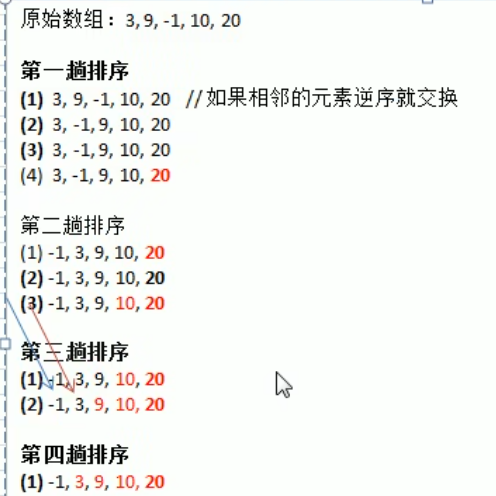 原始数组：3, 9, -1, 10, 20
第一趟排序
(1) 3, 9, -1, 10, 20 //如果相邻的元素逆序就交换
(2) 3, -1, 9, 10, 20
(3) 3, -1, 9, 10, 20
(4) 3, -1, 9, 10, 20
第二趟排序
(1) -1, 3, 9, 10, 20
(2) -1, 3, 9, 10, 20
(3) -1, 3, 9, 10, 20
第三趟排序
(1) -1, 3, 9, 10, 20
(2) -1, 3, 9, 10, 20
第四趟排序
(1) -1, 3, 9, 10, 20